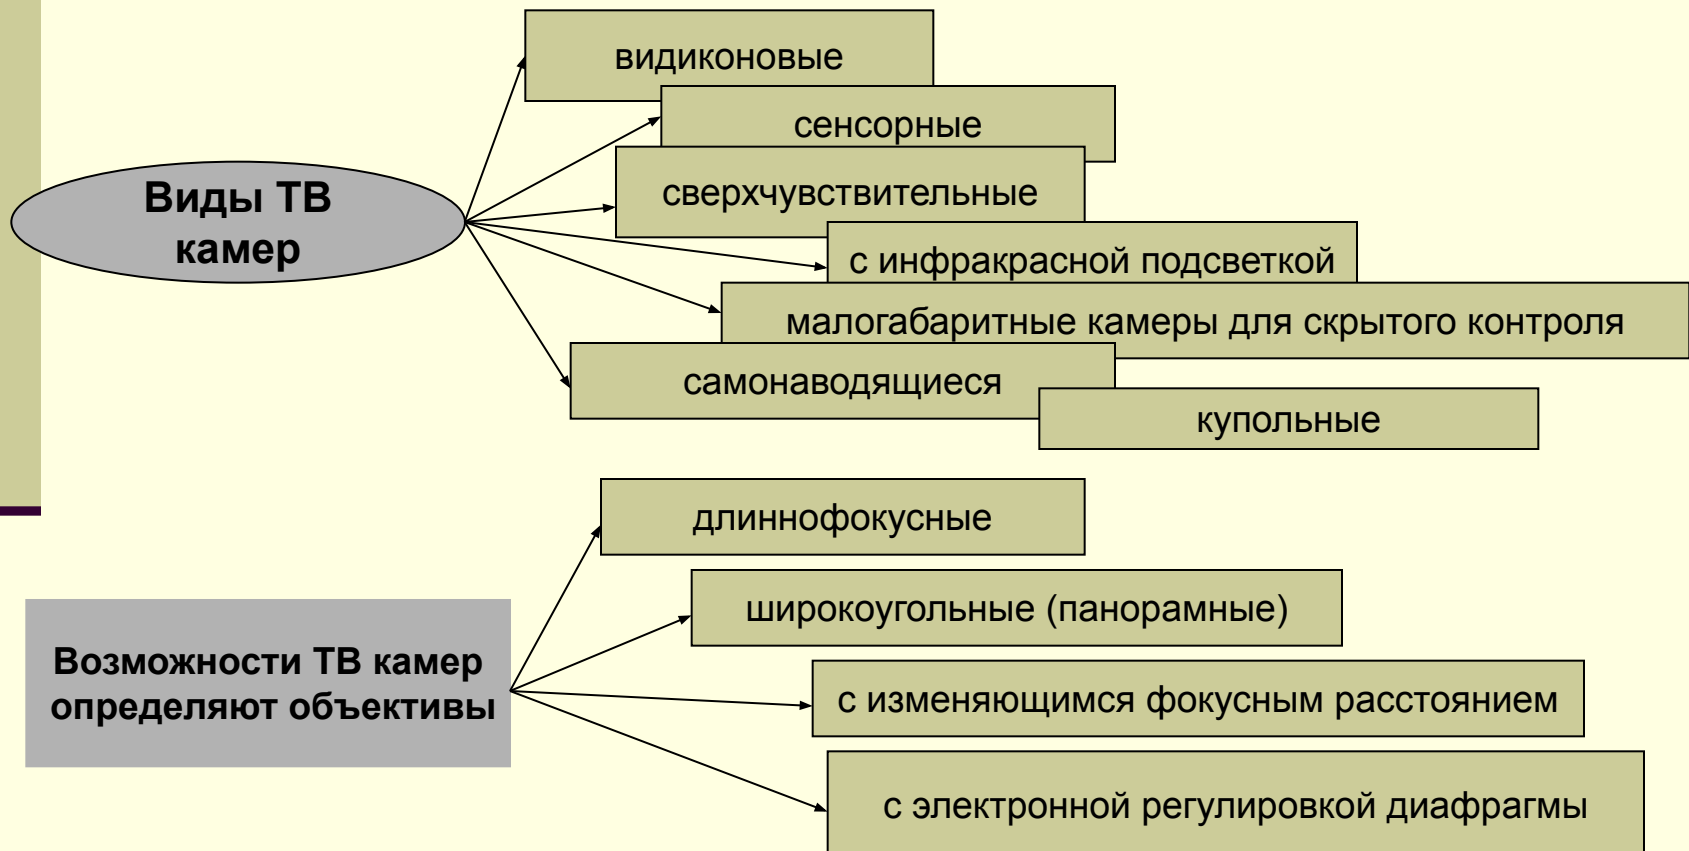 видиконовые
сенсорные
сверхчувствительные
Виды ТВ
камер
с инфракрасной подсветкой
малогабаритные камеры для скрытого контроля
самонаводящиеся
купольные
длиннофокусные
широкоугольные (панорамные)
Возможности ТВ камер
определяют объективы
с изменяющимся фокусным расстоянием
с электронной регулировкой диафрагмы